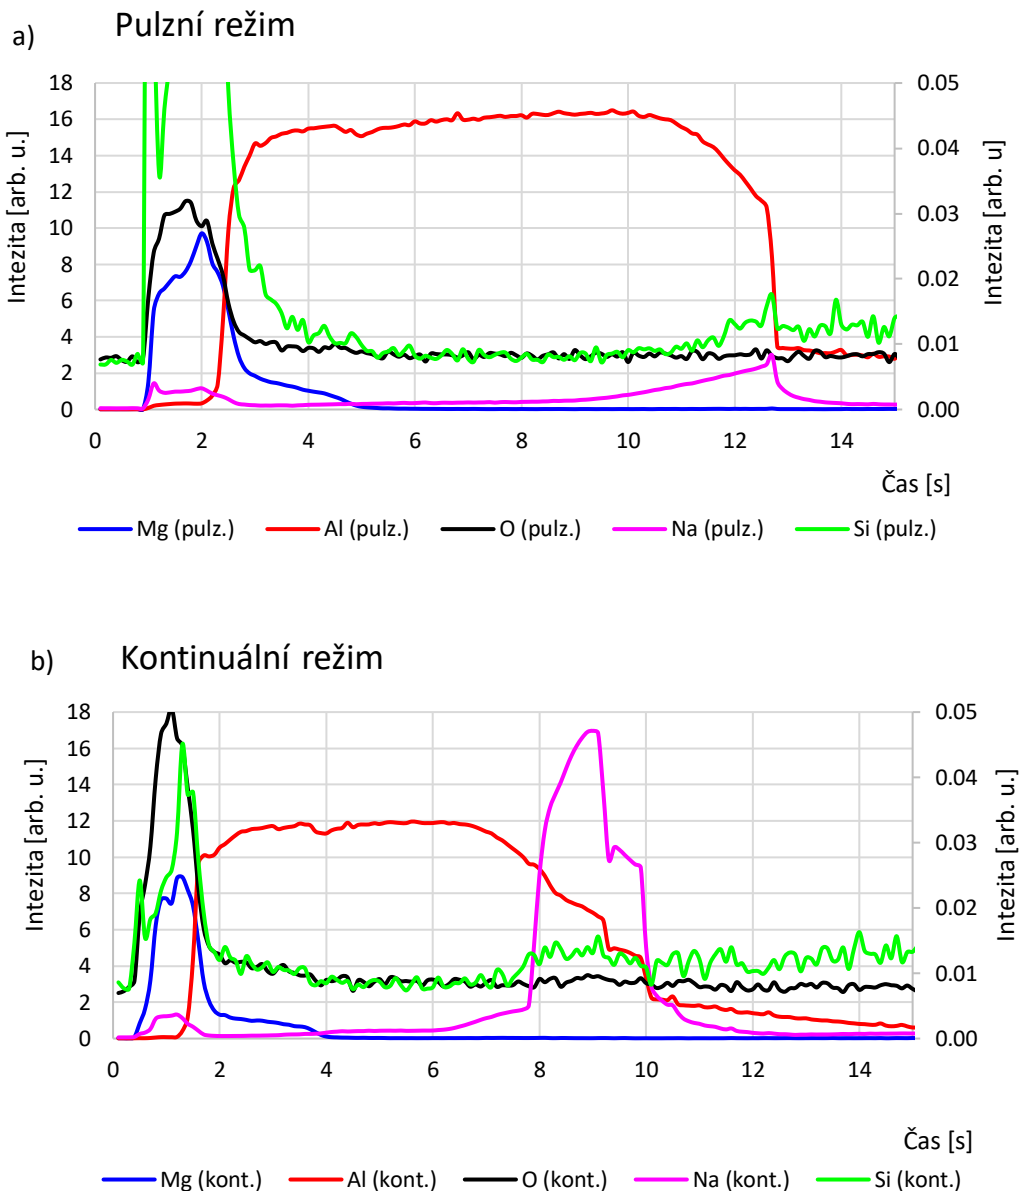 a)
Pulzní režim
18
16
14
12
10
8
6
4
2
0
Intezita [arb. u.]
0.05
0.04
0.03
0.02
0.01
0.00
Intezita [arb. u]
0 2 4 6 8 10 12 14
Čas [s]
Mg (pulz.) Al (pulz.) O (pulz.) Na (pulz.) Si (pulz.)
b)
Kontinuální režim
18
16
14
12
10
8
6
4
2
0
Intezita [arb. u.]
0.05
0.04
0.03
0.02
0.01
0.00
Intezita [arb. u.]
0 2 4 6 8 10 12 14
Čas [s]
Mg (kont.) Al (kont.) O (kont.) Na (kont.) Si (kont.)